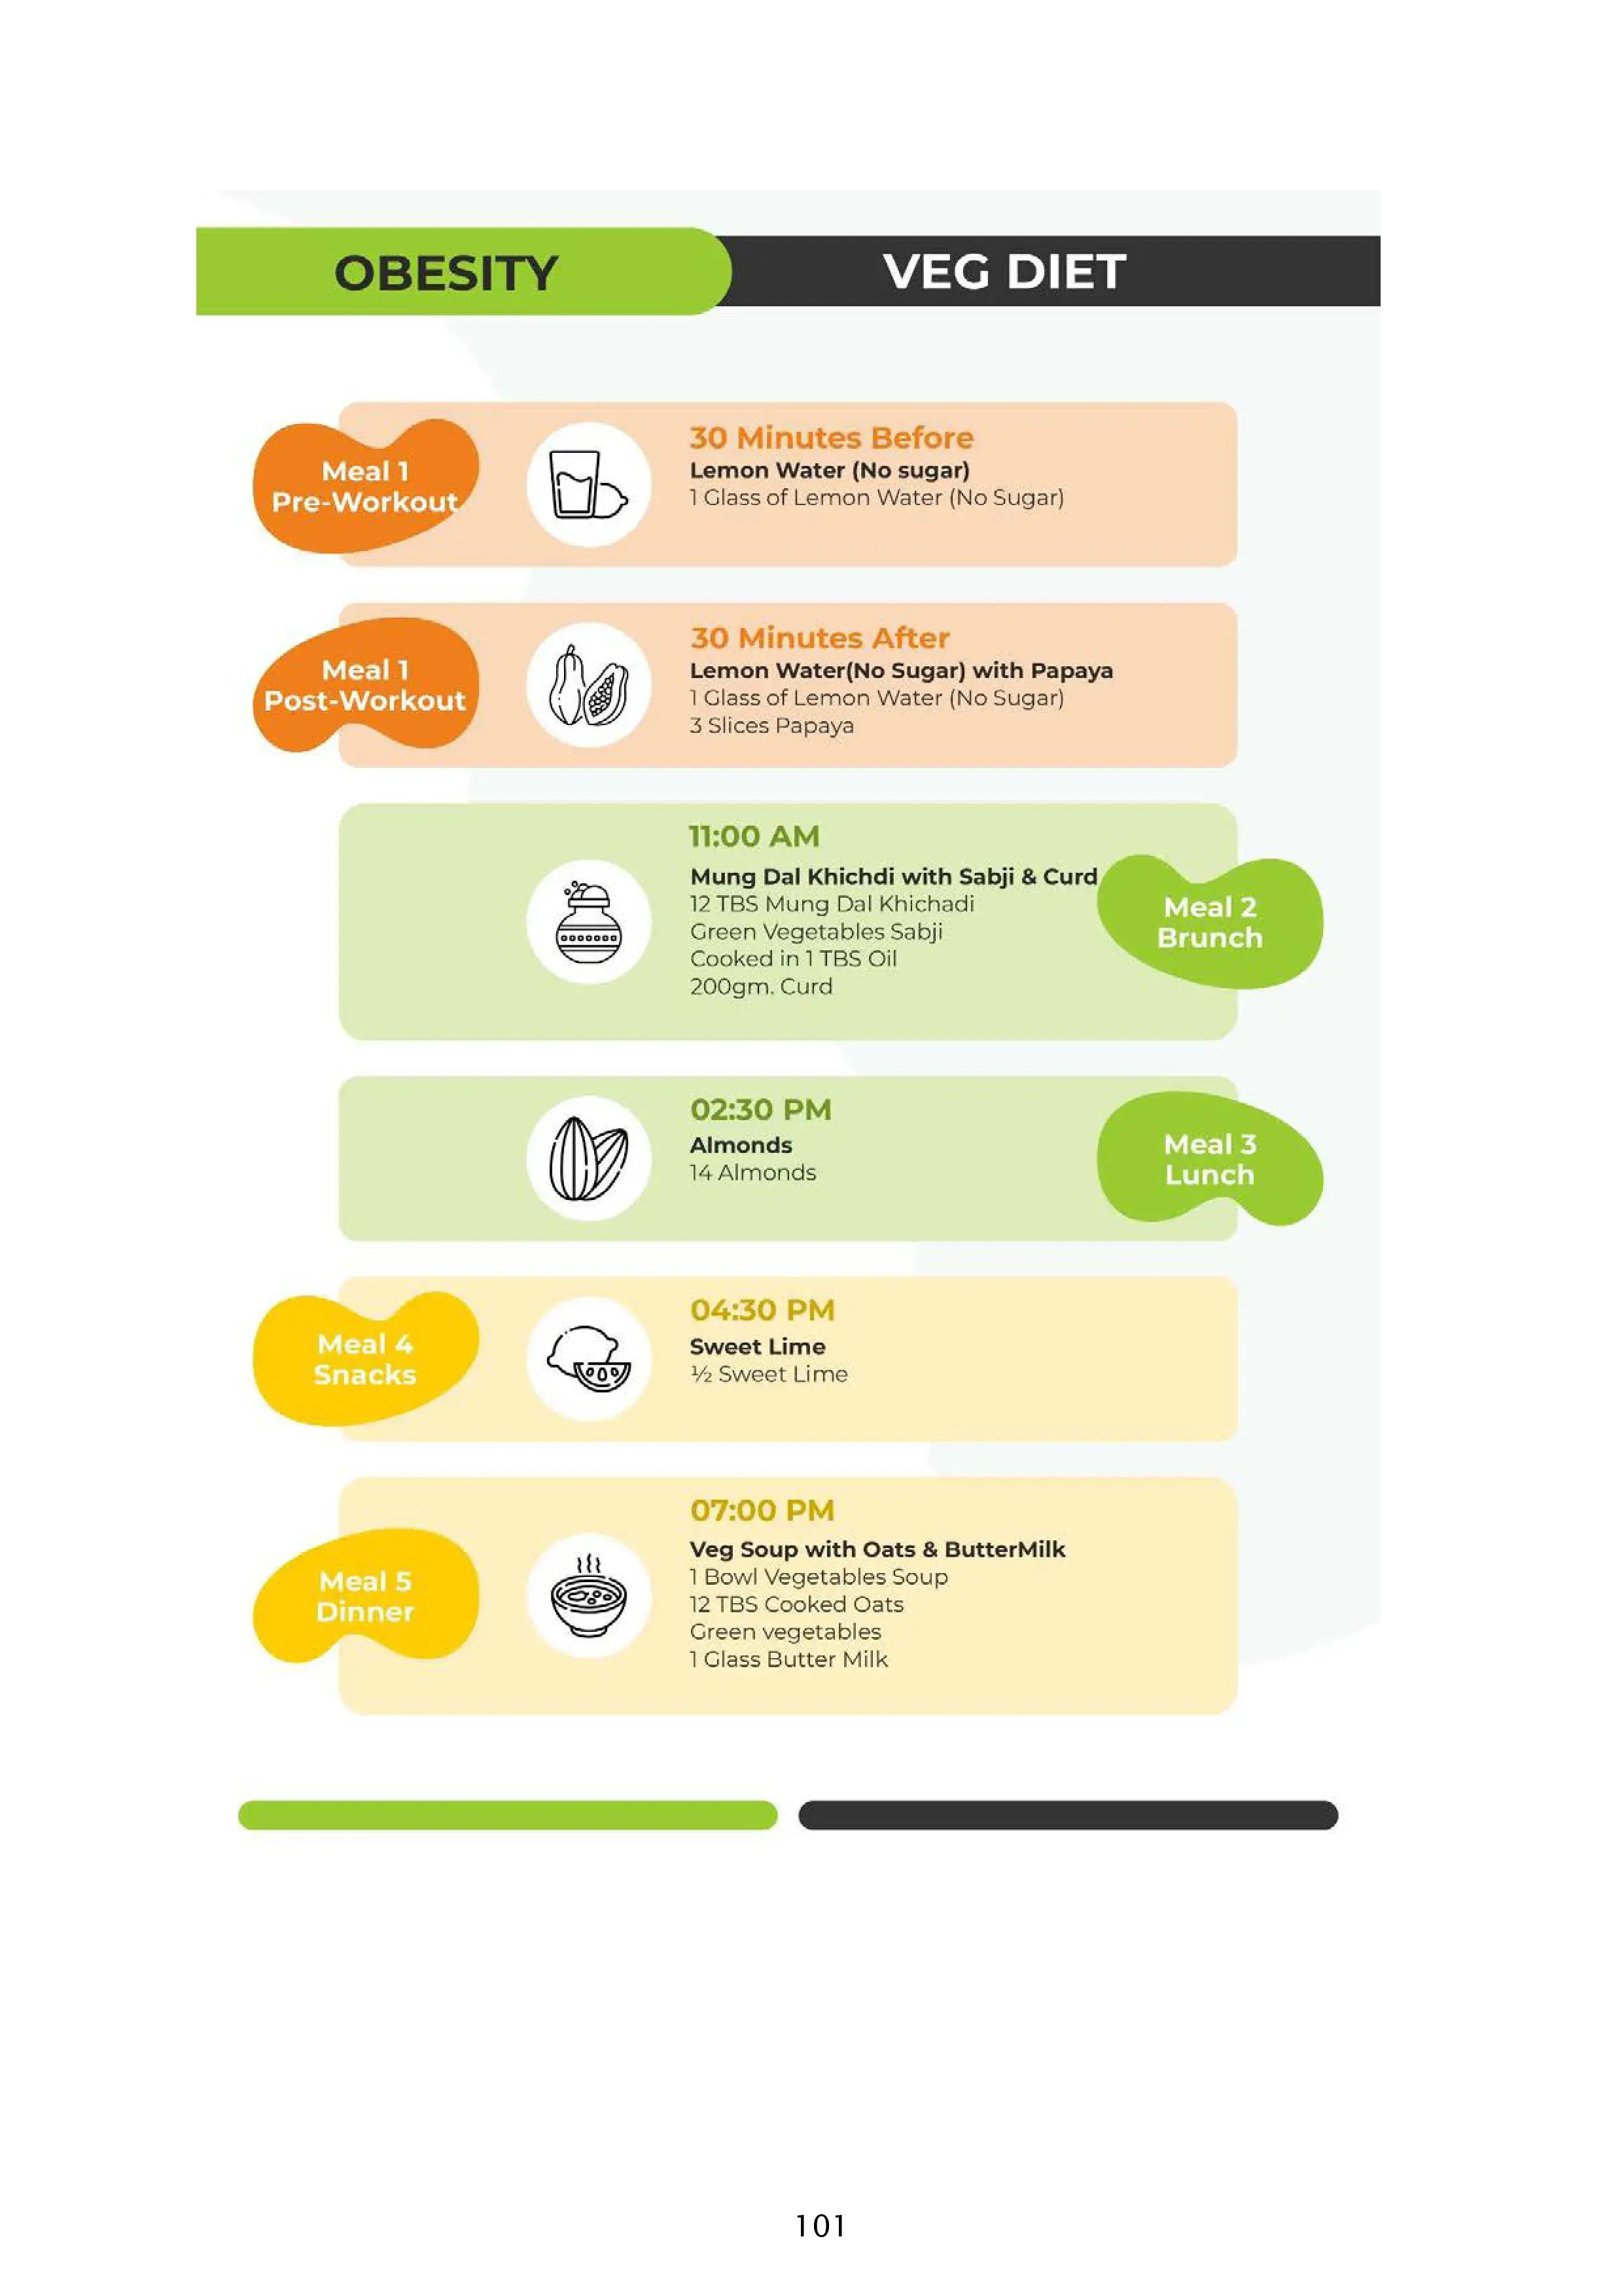 OBESITY
VEG DIET
Meal 1
Pre-Workout
30 Minutes Before
Lemon Water (No sugar)
1 Glass of Lemon Water (No Sugar)
Meal 1
Post-Workout
30 Minutes After
Lemon Water(No Sugar) with Papaya
1 Glass of Lemon Water (No Sugar)
3 Slices Papaya
11:00 AM
Mung Dal Khichdi with Sabji & Curd
12 TBS Mung Dal Khichadi
Green Vegetables Sabji
Cooked in 1 TBS Oil
200gm. Curd
Meal 2
Brunch
02:30 PM
Almonds
14 Almonds
Meal 3
Lunch
Meal 4
Snacks
04:30 PM
Sweet Lime
½ Sweet Lime
Meal 5
Dinner
07:00 PM
Veg Soup with Oats & ButterMilk
1 Bowl Vegetables Soup
12 TBS Cooked Oats
Green vegetables
1 Glass Butter Milk
101